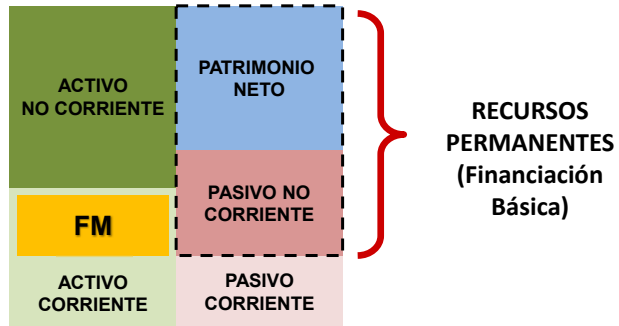 ACTIVO
NO CORRIENTE
PATRIMONIO
NETO
PASIVO NO
CORRIENTE
FM
ACTIVO
CORRIENTE
PASIVO
CORRIENTE
RECURSOS
PERMANENTES
(Financiación
Básica)